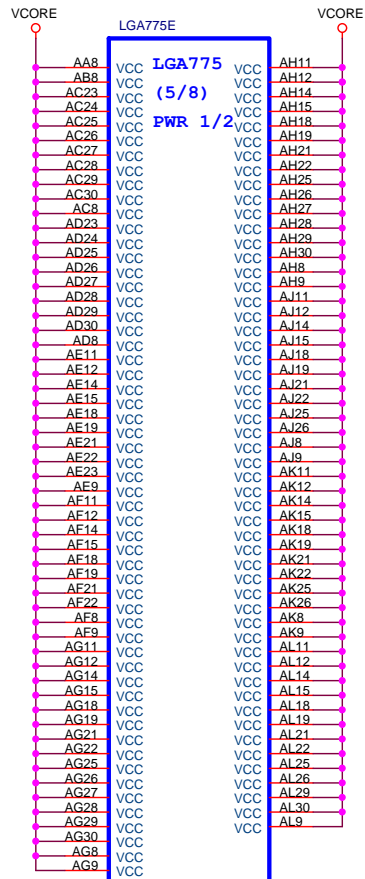 VCORE VCORE
LGA775E
AA8 VCC LGA775 VCC AH11
AB8 VCC VCC AH12
AC23 VCC (5/8) VCC AH14
AC24 VCC VCC AH15
AC25 VCC PWR 1/2 VCC AH18
AC26 VCC VCC AH19
AC27 VCC VCC AH21
AC28 VCC VCC AH22
AC29 VCC VCC AH25
AC30 VCC VCC AH26
AC8 VCC VCC AH27
AD23 VCC VCC AH28
AD24 VCC VCC AH29
AD25 VCC VCC AH30
AD26 VCC VCC AH8
AD27 VCC VCC AH9
AD28 VCC VCC AJ11
AD29 VCC VCC AJ12
AD30 VCC VCC AJ14
AD8 VCC VCC AJ15
AE11 VCC VCC AJ18
AE12 VCC VCC AJ19
AE14 VCC VCC AJ21
AE15 VCC VCC AJ22
AE18 VCC VCC AJ25
AE19 VCC VCC AJ26
AE21 VCC VCC AJ8
AE22 VCC VCC AJ9
AE23 VCC VCC AK11
AE9 VCC VCC AK12
AF11 VCC VCC AK14
AF12 VCC VCC AK15
AF14 VCC VCC AK18
AF15 VCC VCC AK19
AF18 VCC VCC AK21
AF19 VCC VCC AK22
AF21 VCC VCC AK25
AF22 VCC VCC AK26
AF8 VCC VCC AK8
AF9 VCC VCC AK9
AG11 VCC VCC AL11
AG12 VCC VCC AL12
AG14 VCC VCC AL14
AG15 VCC VCC AL15
AG18 VCC VCC AL18
AG19 VCC VCC AL19
AG21 VCC VCC AL21
AG22 VCC VCC AL22
AG25 VCC VCC AL25
AG26 VCC VCC AL26
AG27 VCC VCC AL29
AG28 VCC VCC AL30
AG29 VCC VCC AL9
AG30 VCC
AG8 VCC
AG9 VCC